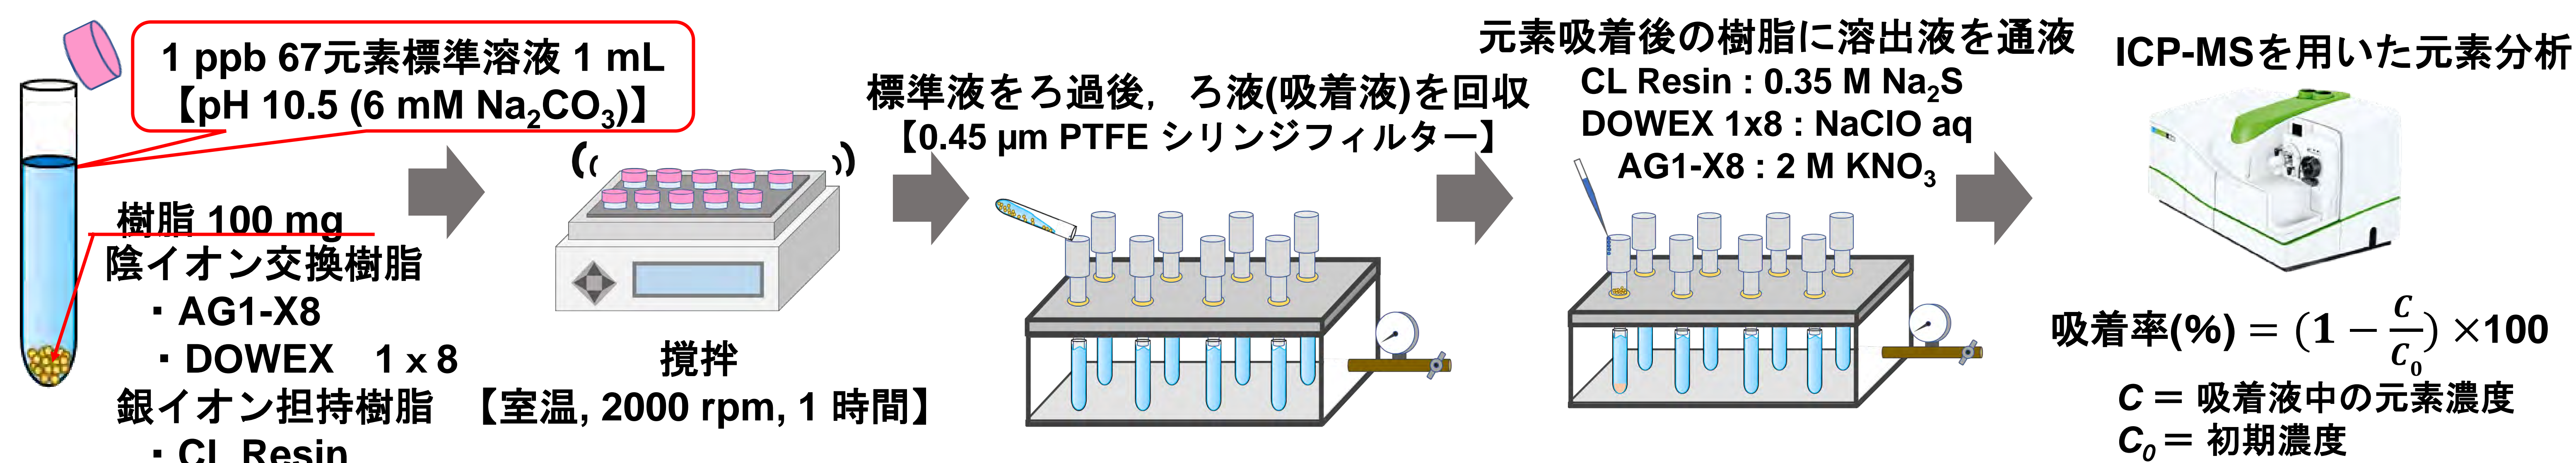 1 ppb 67元素標準溶液 1 mL
【pH 10.5 (6 mM Na₂CO₃)】
樹脂 100 mg
陰イオン交換樹脂
・AG1-X8
・DOWEX　1 x 8
銀イオン担持樹脂
・CL Resin
撹拌
【室温, 2000 rpm, 1 時間】
標準液をろ過後，ろ液(吸着液)を回収
【0.45 μm PTFE シリンジフィルター】
元素吸着後の樹脂に溶出液を通液
CL Resin : 0.35 M Na₂S
DOWEX 1x8 : NaClO aq
AG1-X8 : 2 M KNO₃
ICP-MSを用いた元素分析
吸着率(%) = (1 − C/C₀) ×100
C＝ 吸着液中の元素濃度
C₀＝ 初期濃度